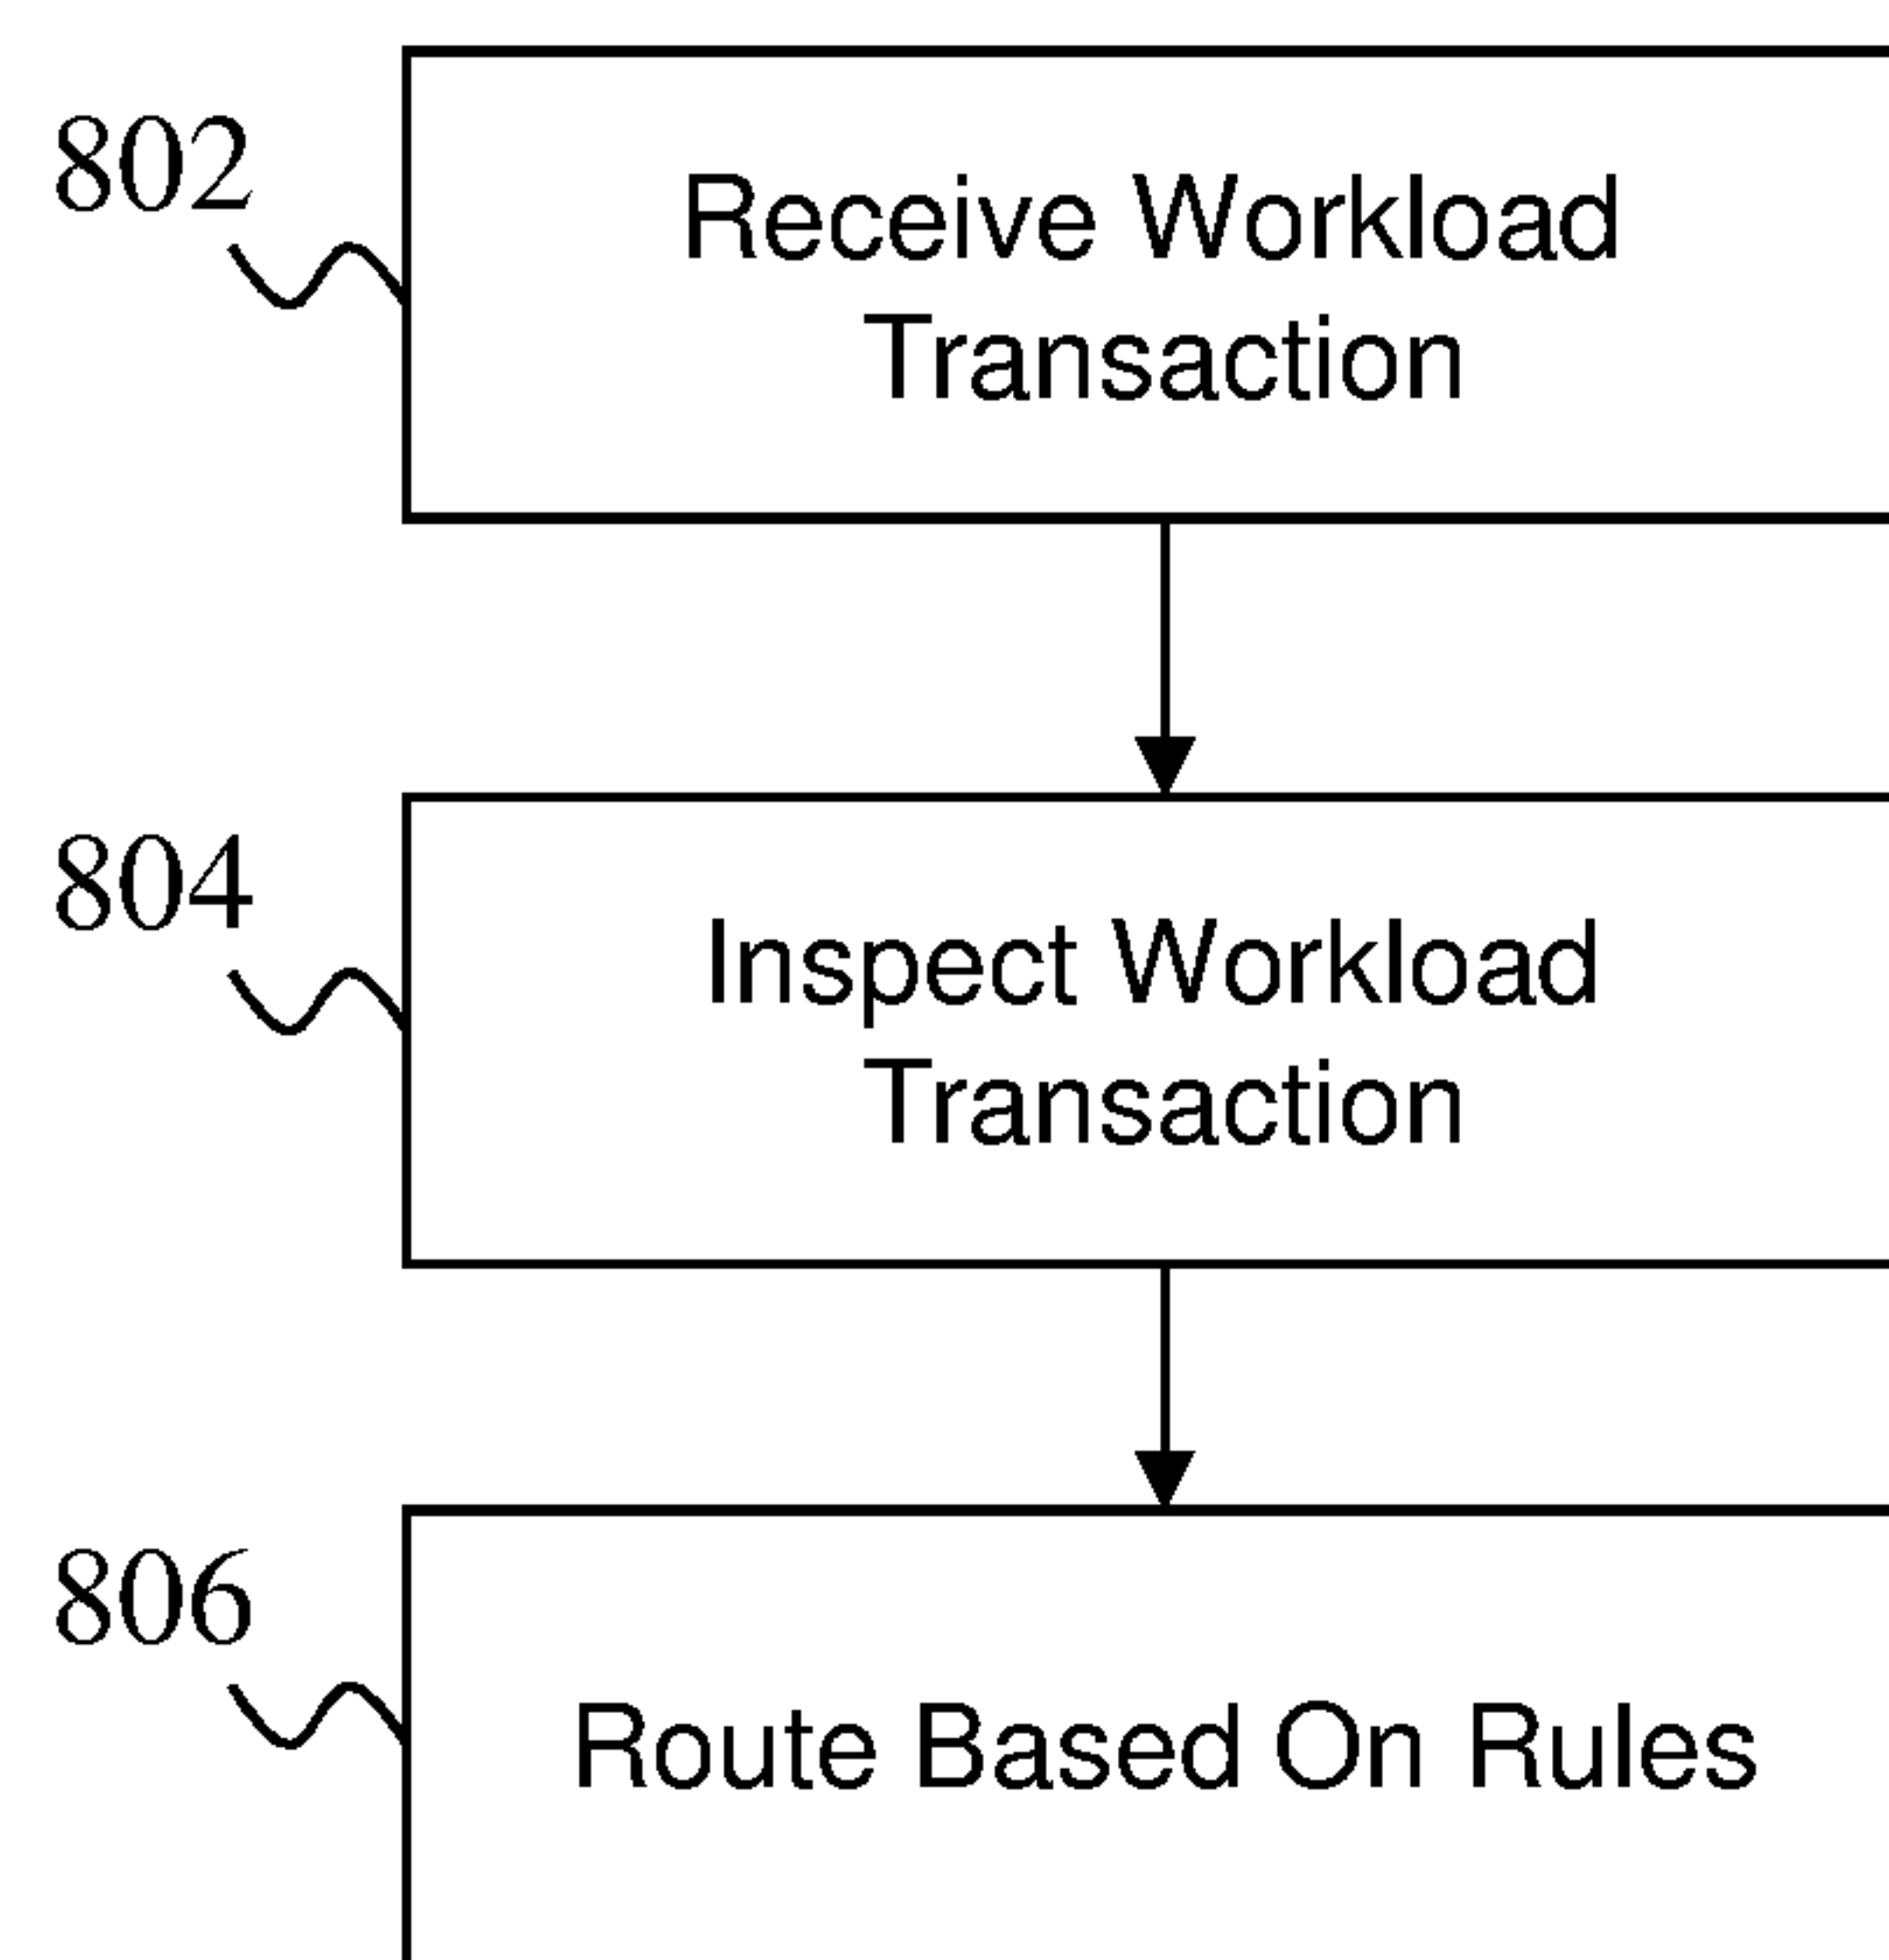 802
Receive Workload
Transaction
804
Inspect Workload
Transaction
806
Route Based On Rules